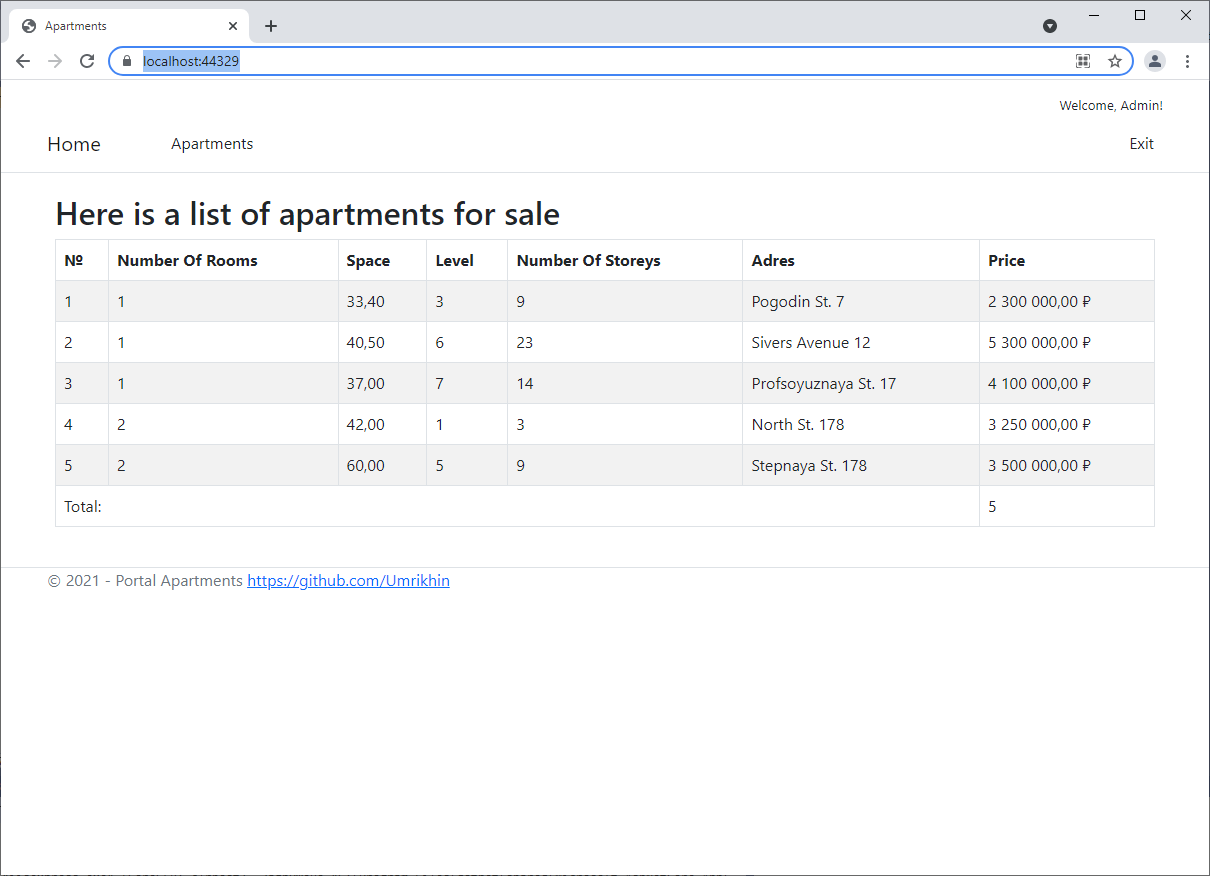 Apartments
localhost:44329
Welcome, Admin!
Home Apartments Exit
Here is a list of apartments for sale
№ Number Of Rooms Space Level Number Of Storeys Adres Price
1 1 33,40 3 9 Pogodin St. 7 2 300 000,00 ₽
2 1 40,50 6 23 Sivers Avenue 12 5 300 000,00 ₽
3 1 37,00 7 14 Profsoyuznaya St. 17 4 100 000,00 ₽
4 2 42,00 1 3 North St. 178 3 250 000,00 ₽
5 2 60,00 5 9 Stepnaya St. 178 3 500 000,00 ₽
Total: 5
© 2021 - Portal Apartments https://github.com/Umrikhin